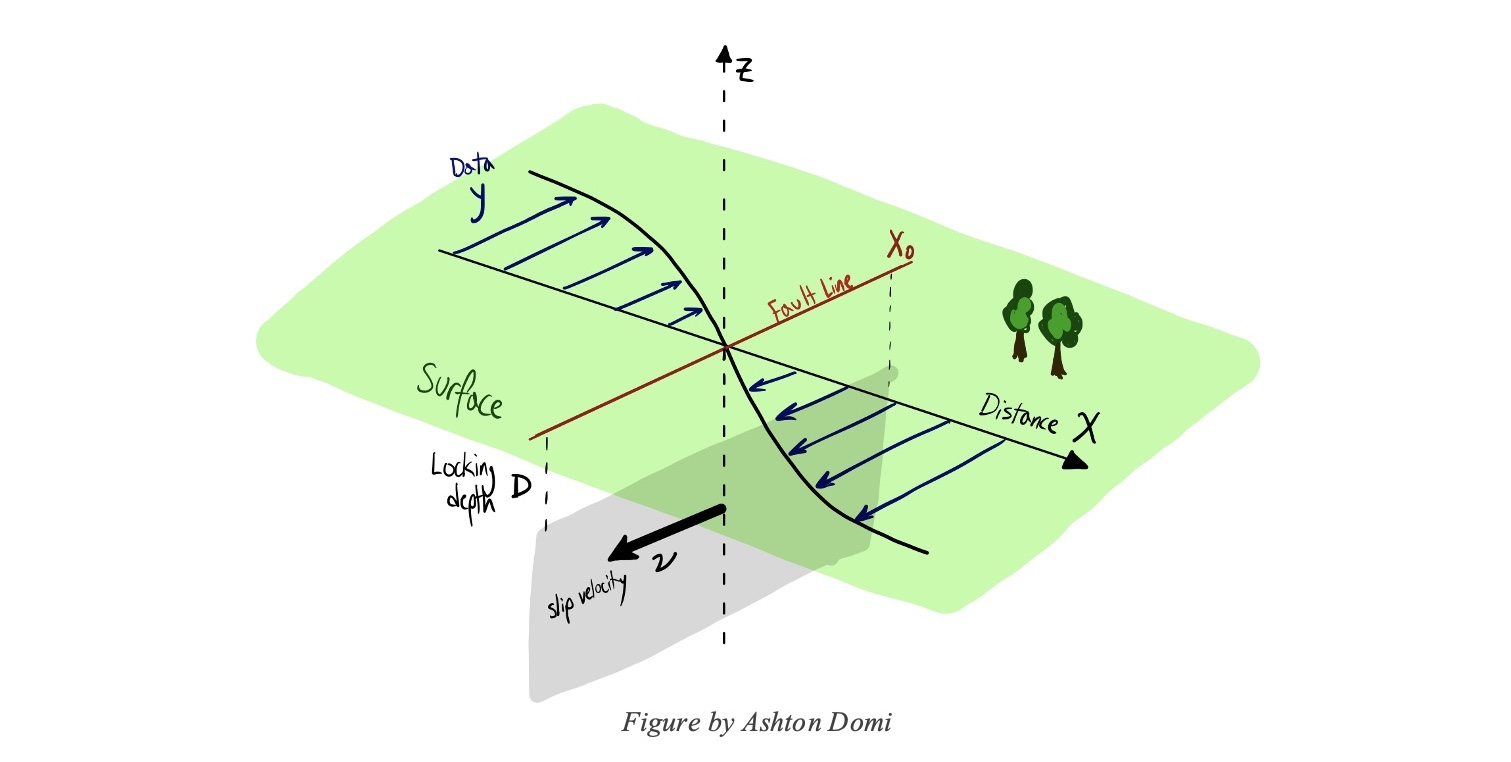 Z
Data
y
X₀
Fault Line
Surface
Distance X
Locking
depth D
v
slip velocity
Figure by Ashton Domi